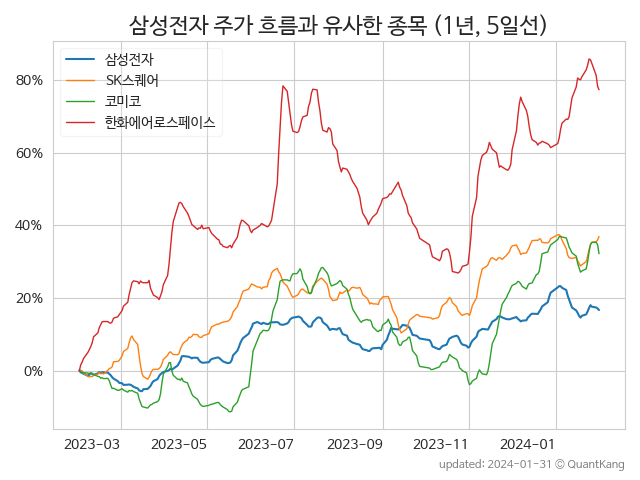 삼성전자 주가 흐름과 유사한 종목 (1년, 5일선)
삼성전자
SK스퀘어
코미코
한화에어로스페이스
80%
60%
40%
20%
0%
2023-03 2023-05 2023-07 2023-09 2023-11 2024-01
updated: 2024-01-31 © QuantKang